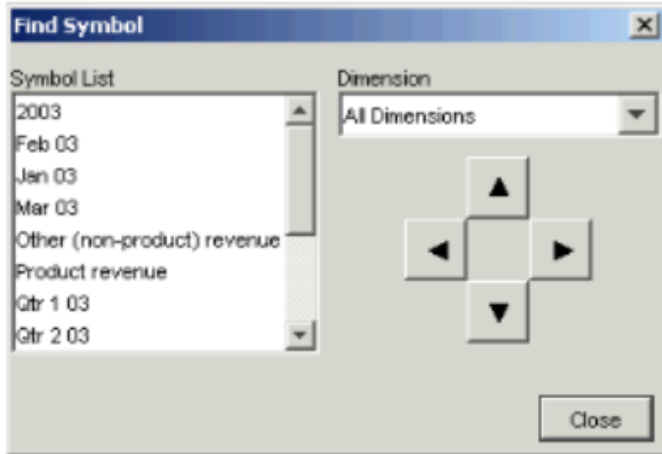 Find Symbol
Symbol List
Dimension
2003
All Dimensions
Feb 03
Jan 03
Mar 03
Other (non-product) revenue
Product revenue
Qtr 1 03
Qtr 2 03
Close